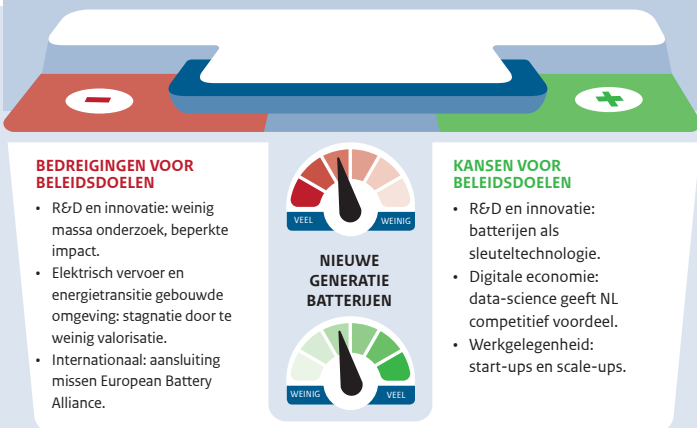 BEDREIGINGEN VOOR
BELEIDSDOELEN
• R&D en innovatie: weinig
massa onderzoek, beperkte
impact.
• Elektrisch vervoer en
energietransitie gebouwde
omgeving: stagnatie door te
weinig valorisatie.
• Internationaal: aansluiting
missen European Battery
Alliance.
VEEL
WEINIG
NIEUWE
GENERATIE
BATTERIJEN
WEINIG
VEEL
KANSEN VOOR
BELEIDSDOELEN
• R&D en innovatie:
batterijen als
sleuteltechnologie.
• Digitale economie:
data-science geeft NL
competitief voordeel.
• Werkgelegenheid:
start-ups en scale-ups.